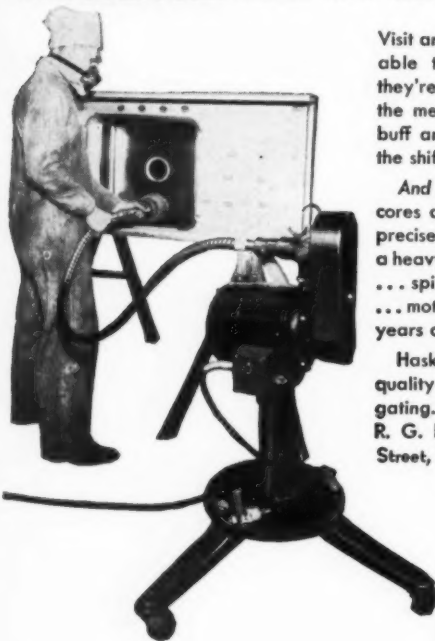 Visit an
able t
they're
the me
buff an
the shif
And
cores a
precise
a heav
... spi
... mot
years o
Hask
quality
gating.
R. G. H
Street,